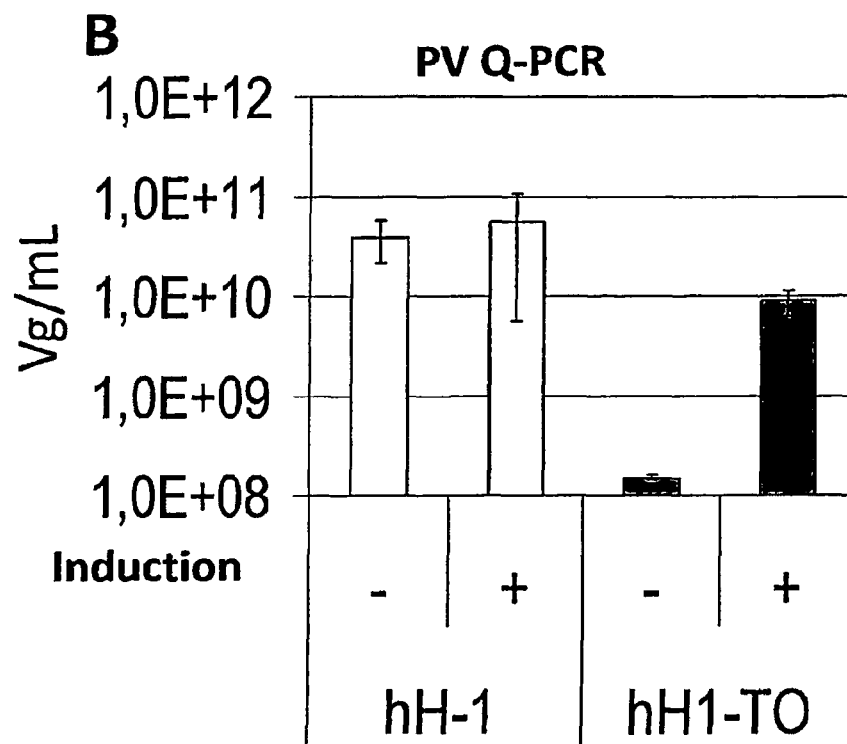 B
PV Q-PCR
Vg/mL
1,0E+12
1,0E+11
1,0E+10
1,0E+09
1,0E+08
Induction - + - +
hH-1 hH1-TO